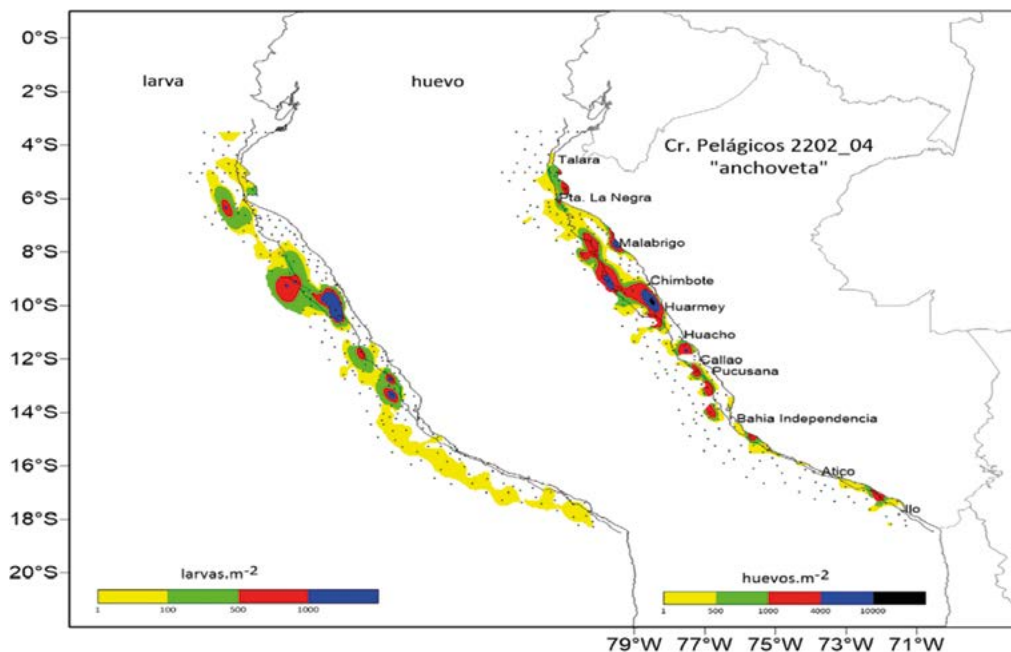 0°S
2°S
4°S
6°S
8°S
10°S
12°S
14°S
16°S
18°S
20°S
larva
huevo
Cr. Pelágicos 2202_04
"anchoveta"
Talara
Pta. La Negra
Malabrigo
Chimbote
Huarmey
Huacho
Callao
Pucusana
Bahia Independencia
Atico
Ilo
larvas.m-2
1 100 500 1000
huevos.m-2
1 500 1000 4000 10000
79°W 77°W 75°W 73°W 71°W